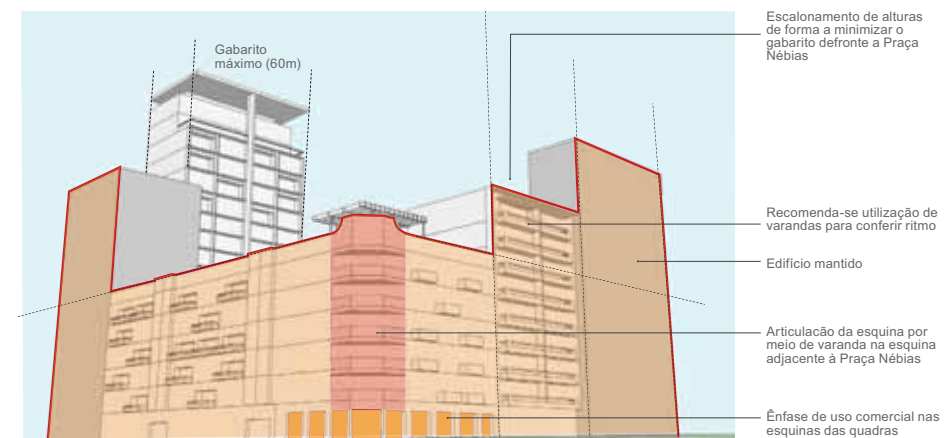 Gabarito
máximo (60m)
Escalonamento de alturas
de forma a minimizar o
gabarito defronte a Praça
Nébias
Recomenda-se utilização de
varandas para conferir ritmo
Edifício mantido
Articulacão da esquina por
meio de varanda na esquina
adjacente à Praça Nébias
Ênfase de uso comercial nas
esquinas das quadras